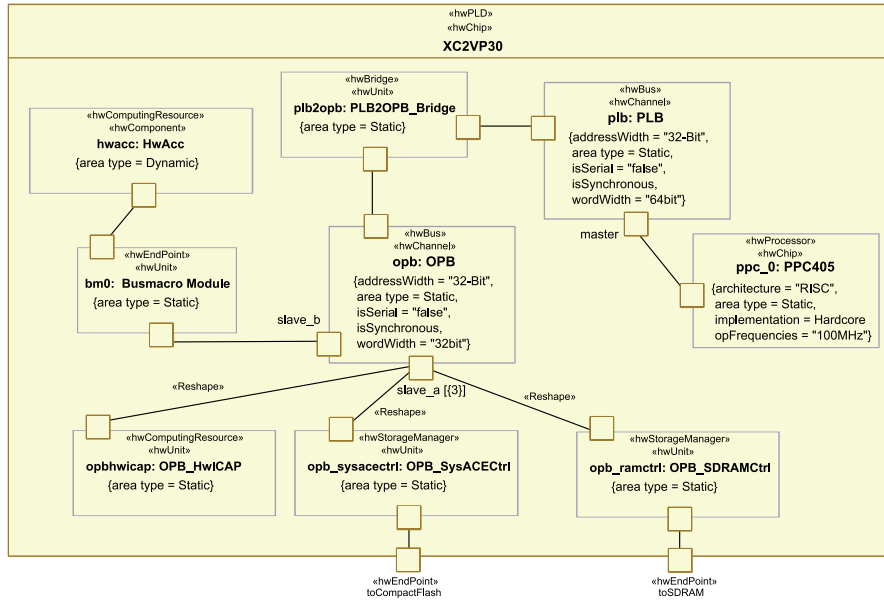 «hwPLD»
«hwChip»
XC2VP30
«hwBridge»
«hwUnit»
plb2opb: PLB2OPB_Bridge
{area type = Static}
«hwBus»
«hwChannel»
plb: PLB
{addressWidth = "32-Bit",
area type = Static,
isSerial = "false",
isSynchronous,
wordWidth = "64bit"}
master
«hwComputingResource»
«hwComponent»
hwacc: HwAcc
{area type = Dynamic}
«hwEndPoint»
«hwUnit»
bm0: Busmacro Module
{area type = Static}
slave_b
«hwBus»
«hwChannel»
opb: OPB
{addressWidth = "32-Bit",
area type = Static,
isSerial = "false",
isSynchronous,
wordWidth = "32bit"}
«hwProcessor»
«hwChip»
ppc_0: PPC405
{architecture = "RISC",
area type = Static,
implementation = Hardcore
opFrequencies = "100MHz"}
slave_a [{3}]
«Reshape»
«Reshape»
«Reshape»
«hwComputingResource»
«hwUnit»
opbhwicap: OPB_HwICAP
{area type = Static}
«hwStorageManager»
«hwUnit»
opb_sysacectrl: OPB_SysACECtrl
{area type = Static}
«hwStorageManager»
«hwUnit»
opb_ramctrl: OPB_SDRAMCtrl
{area type = Static}
«hwEndPoint»
toCompactFlash
«hwEndPoint»
toSDRAM